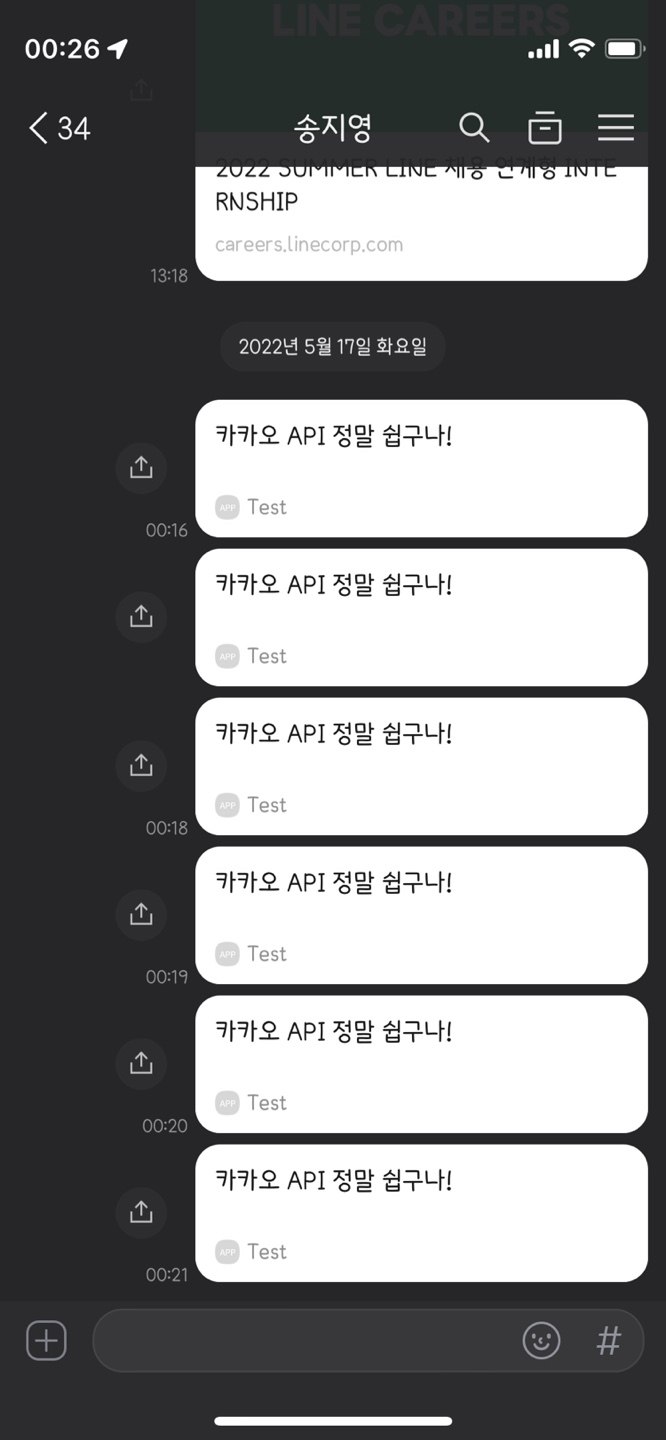 LINE CAREERS
00:26
34
송지영
2022 SUMMER LINE 채용 연계형 INTE
RNSHIP
careers.linecorp.com
13:18
2022년 5월 17일 화요일
카카오 API 정말 쉽구나!
APP Test
00:16
카카오 API 정말 쉽구나!
APP Test
카카오 API 정말 쉽구나!
APP Test
00:18
카카오 API 정말 쉽구나!
APP Test
00:19
카카오 API 정말 쉽구나!
APP Test
00:20
카카오 API 정말 쉽구나!
APP Test
00:21
#